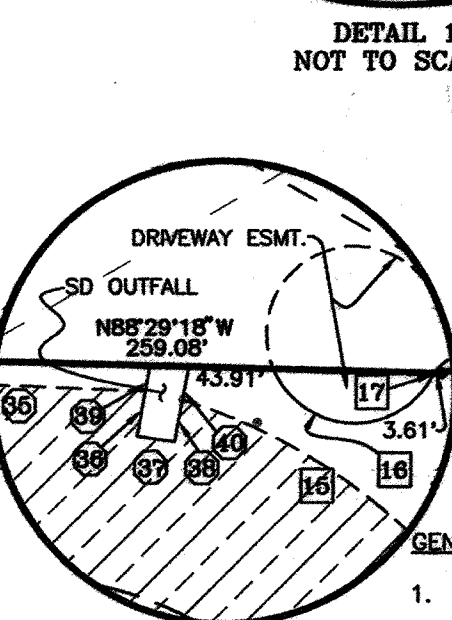 DETAIL 1
NOT TO SCA
DRIVEWAY ESMT.
SD OUTFALL
N88°29'18"W
259.08'
43.91'
17
35
39
3.61'
40
36
37
38
16
15
GEN
1.